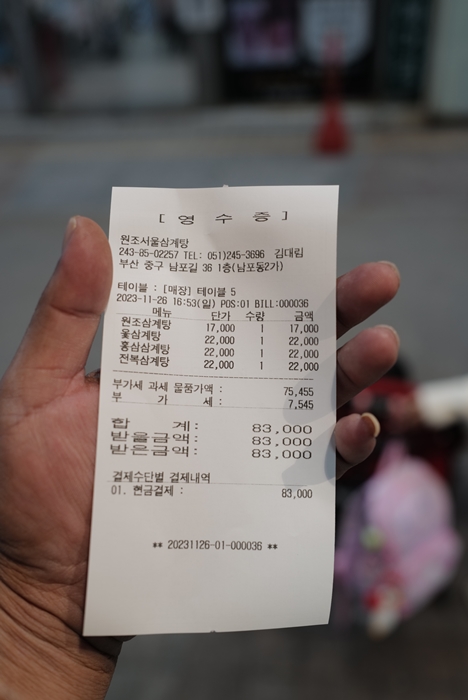 [ 영 수 증 ]
원조서울삼계탕
243-85-02257 TEL: 051)245-3696 김대림
부산 중구 남포길 36 1층(남포동2가)
테이블 : [매장] 테이블 5
2023-11-26 16:53(일) POS:01 BILL:000036
메뉴 단가 수량 금액
원조삼계탕 17,000 1 17,000
옻삼계탕 22,000 1 22,000
홍삼삼계탕 22,000 1 22,000
전복삼계탕 22,000 1 22,000
부가세 과세 물품가액 : 75,455
부 가 세 : 7,545
합 계: 83,000
받을금액: 83,000
받은금액: 83,000
결제수단별 결제내역
01. 현금결제 : 83,000
** 20231126-01-000036 **